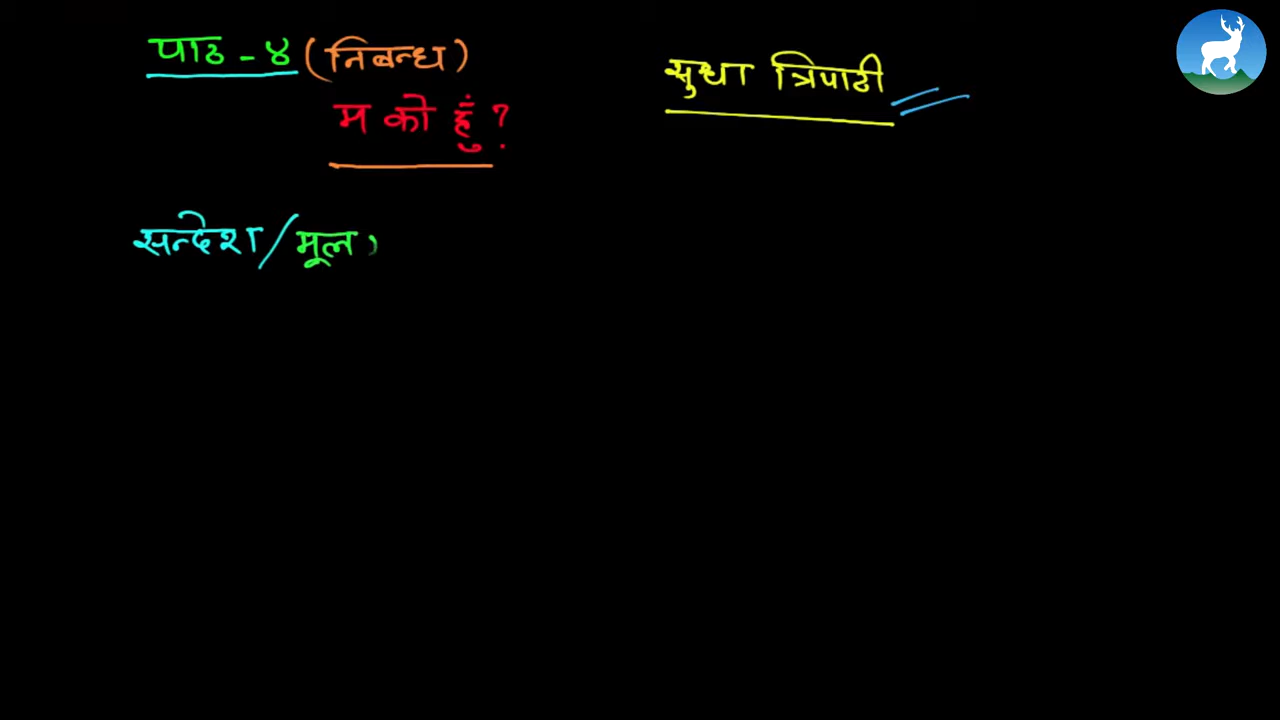 पाठ - ४ (निबन्ध)
म को हुं ?
सुधा त्रिपाठी
सन्देश / मूल